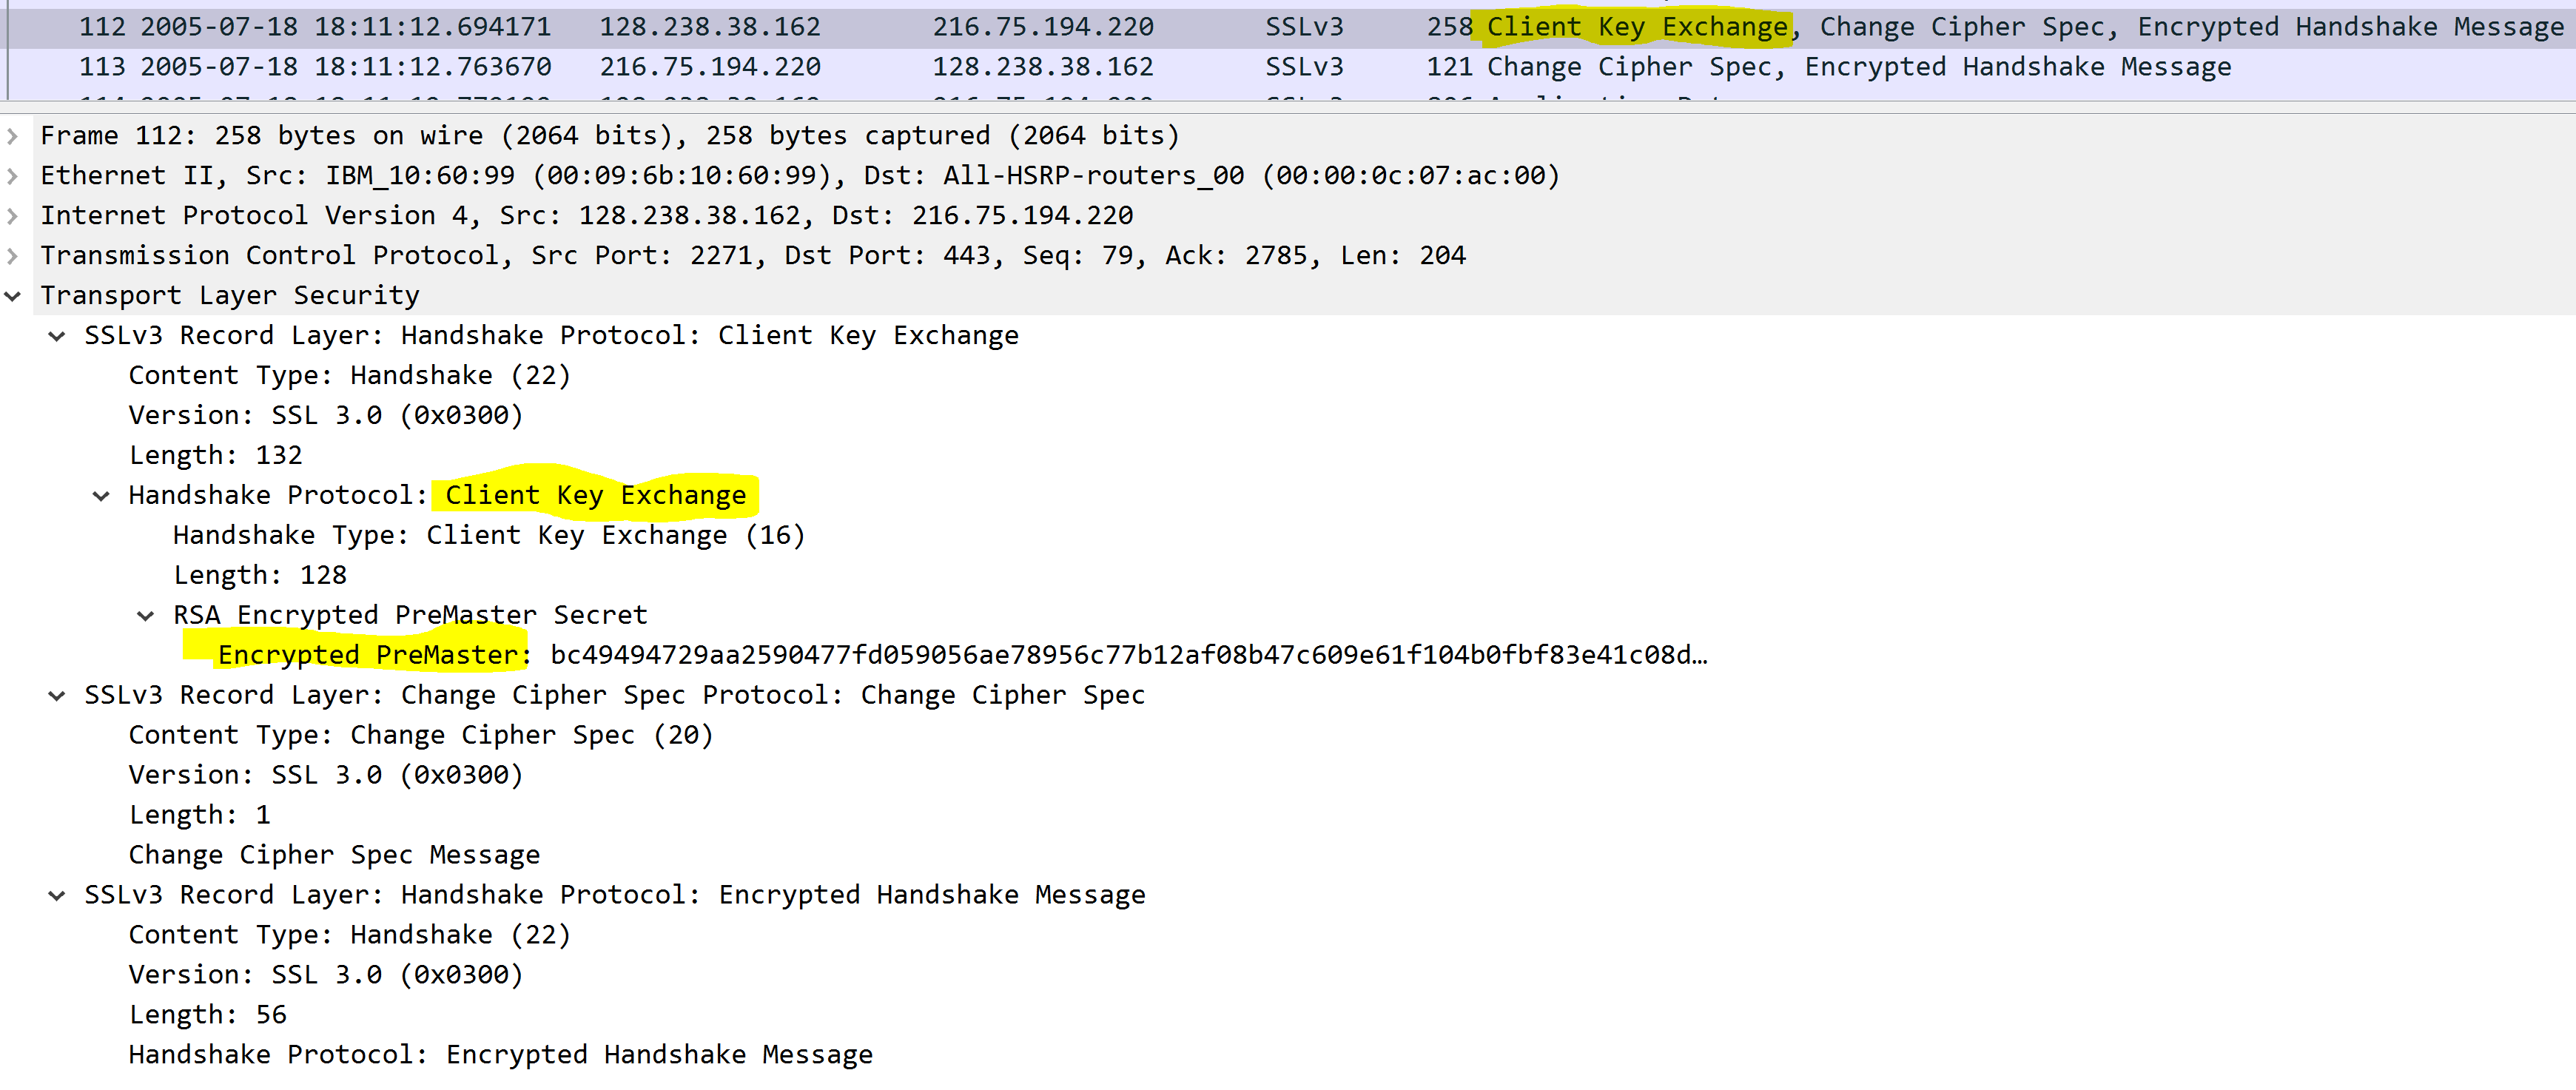 112 2005-07-18 18:11:12.694171 128.238.38.162 216.75.194.220 SSLv3 258 Client Key Exchange, Change Cipher Spec, Encrypted Handshake Message
113 2005-07-18 18:11:12.763670 216.75.194.220 128.238.38.162 SSLv3 121 Change Cipher Spec, Encrypted Handshake Message
Frame 112: 258 bytes on wire (2064 bits), 258 bytes captured (2064 bits)
Ethernet II, Src: IBM_10:60:99 (00:09:6b:10:60:99), Dst: All-HSRP-routers_00 (00:00:0c:07:ac:00)
Internet Protocol Version 4, Src: 128.238.38.162, Dst: 216.75.194.220
Transmission Control Protocol, Src Port: 2271, Dst Port: 443, Seq: 79, Ack: 2785, Len: 204
Transport Layer Security
SSLv3 Record Layer: Handshake Protocol: Client Key Exchange
Content Type: Handshake (22)
Version: SSL 3.0 (0x0300)
Length: 132
Handshake Protocol: Client Key Exchange
Handshake Type: Client Key Exchange (16)
Length: 128
RSA Encrypted PreMaster Secret
Encrypted PreMaster: bc49494729aa2590477fd059056ae78956c77b12af08b47c609e61f104b0fbf83e41c08d…
SSLv3 Record Layer: Change Cipher Spec Protocol: Change Cipher Spec
Content Type: Change Cipher Spec (20)
Version: SSL 3.0 (0x0300)
Length: 1
Change Cipher Spec Message
SSLv3 Record Layer: Handshake Protocol: Encrypted Handshake Message
Content Type: Handshake (22)
Version: SSL 3.0 (0x0300)
Length: 56
Handshake Protocol: Encrypted Handshake Message